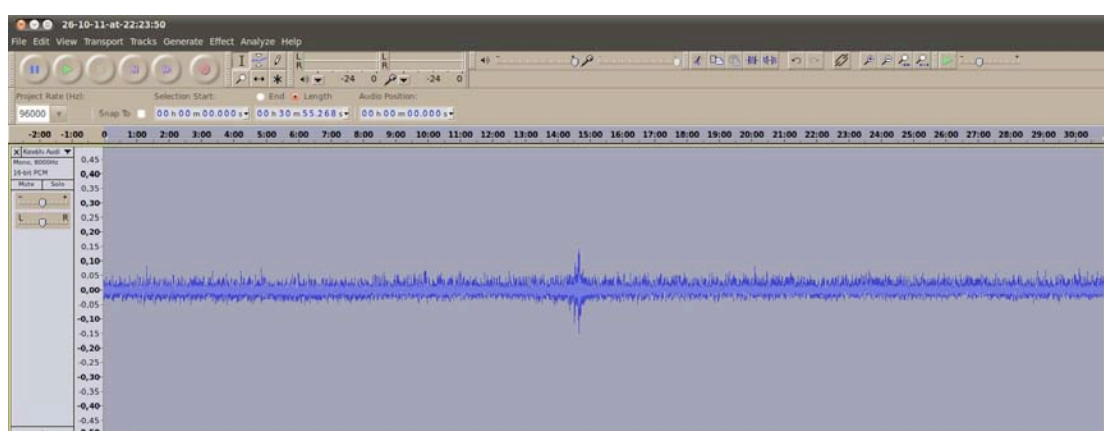 26-10-11-at-22:23:50
File Edit View Transport Tracks Generate Effect Analyze Help
L
R
-24 0
L
R
-24 0
Project Rate (Hz): Selection Start: End Length Audio Position:
96000 Snap To 00 h 00 m 00.000 s 00 h 30 m 55.268 s 00 h 00 m 00.000 s
-2:00 -1:00 0 1:00 2:00 3:00 4:00 5:00 6:00 7:00 8:00 9:00 10:00 11:00 12:00 13:00 14:00 15:00 16:00 17:00 18:00 19:00 20:00 21:00 22:00 23:00 24:00 25:00 26:00 27:00 28:00 29:00 30:00
X Audi
Mono, 8000Hz
16-bit PCM
Mute Solo
- +
L R
0,45
0,40
0,35
0,30
0,25
0,20
0,15
0,10
0,05
0,00
-0,05
-0,10
-0,15
-0,20
-0,25
-0,30
-0,35
-0,40
-0,45